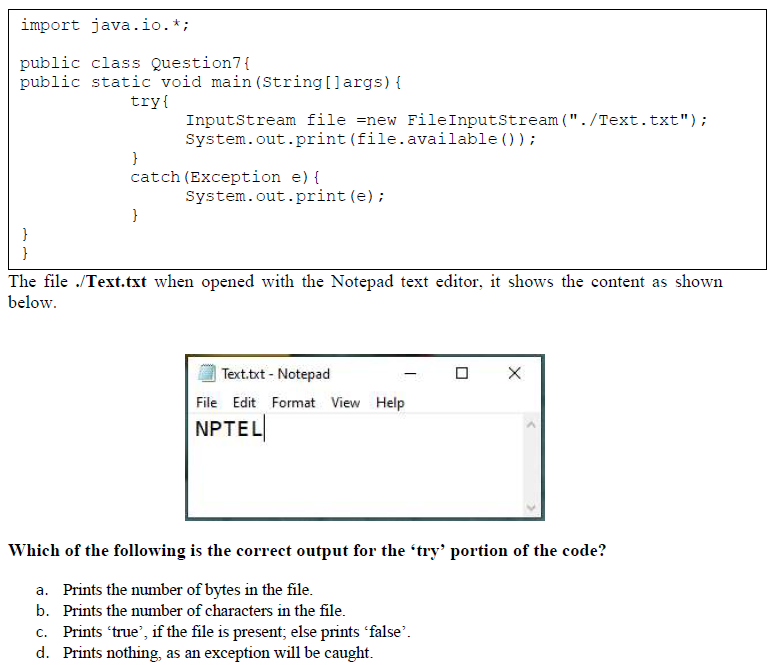 import java.io.*;
public class Question7{
public static void main(String[]args){
try{
InputStream file =new FileInputStream("./Text.txt");
System.out.print(file.available());
}
catch(Exception e){
System.out.print(e);
}
}
}
The file ./Text.txt when opened with the Notepad text editor, it shows the content as shown
below.
Text.txt - Notepad
File Edit Format View Help
NPTEL
Which of the following is the correct output for the ‘try’ portion of the code?
a. Prints the number of bytes in the file.
b. Prints the number of characters in the file.
c. Prints ‘true’, if the file is present; else prints ‘false’.
d. Prints nothing, as an exception will be caught.